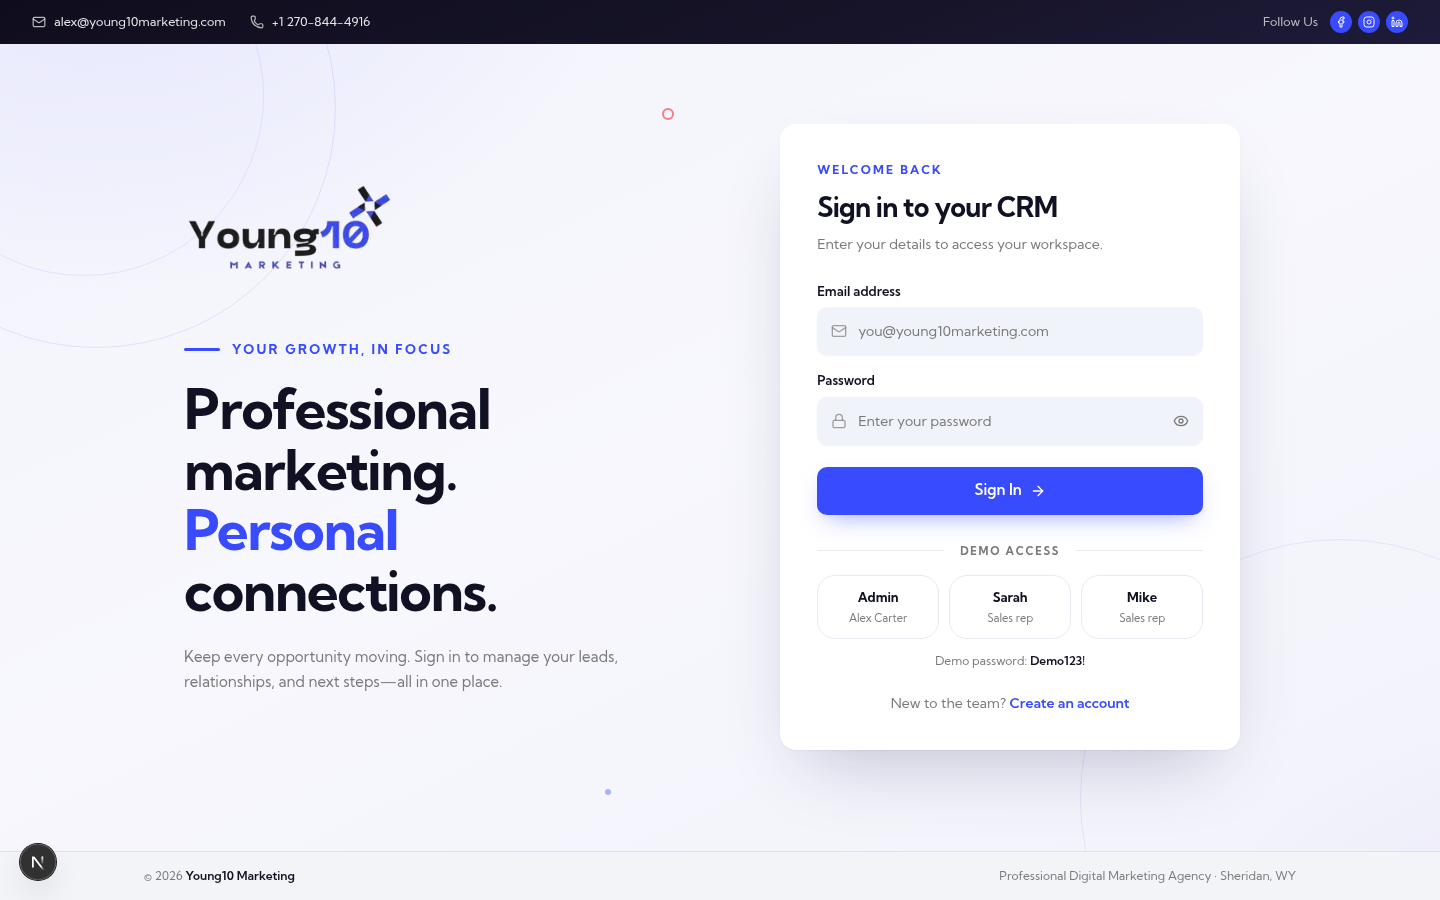 alex@young10marketing.com
+1 270-844-4916
Follow Us
Young10
MARKETING
YOUR GROWTH, IN FOCUS
Professional
marketing.
Personal
connections.
Keep every opportunity moving. Sign in to manage your leads,
relationships, and next steps—all in one place.
WELCOME BACK
Sign in to your CRM
Enter your details to access your workspace.
Email address
you@young10marketing.com
Password
Enter your password
Sign In
DEMO ACCESS
Admin
Alex Carter
Sarah
Sales rep
Mike
Sales rep
Demo password: Demo123!
New to the team? Create an account
N
© 2026 Young10 Marketing
Professional Digital Marketing Agency · Sheridan, WY